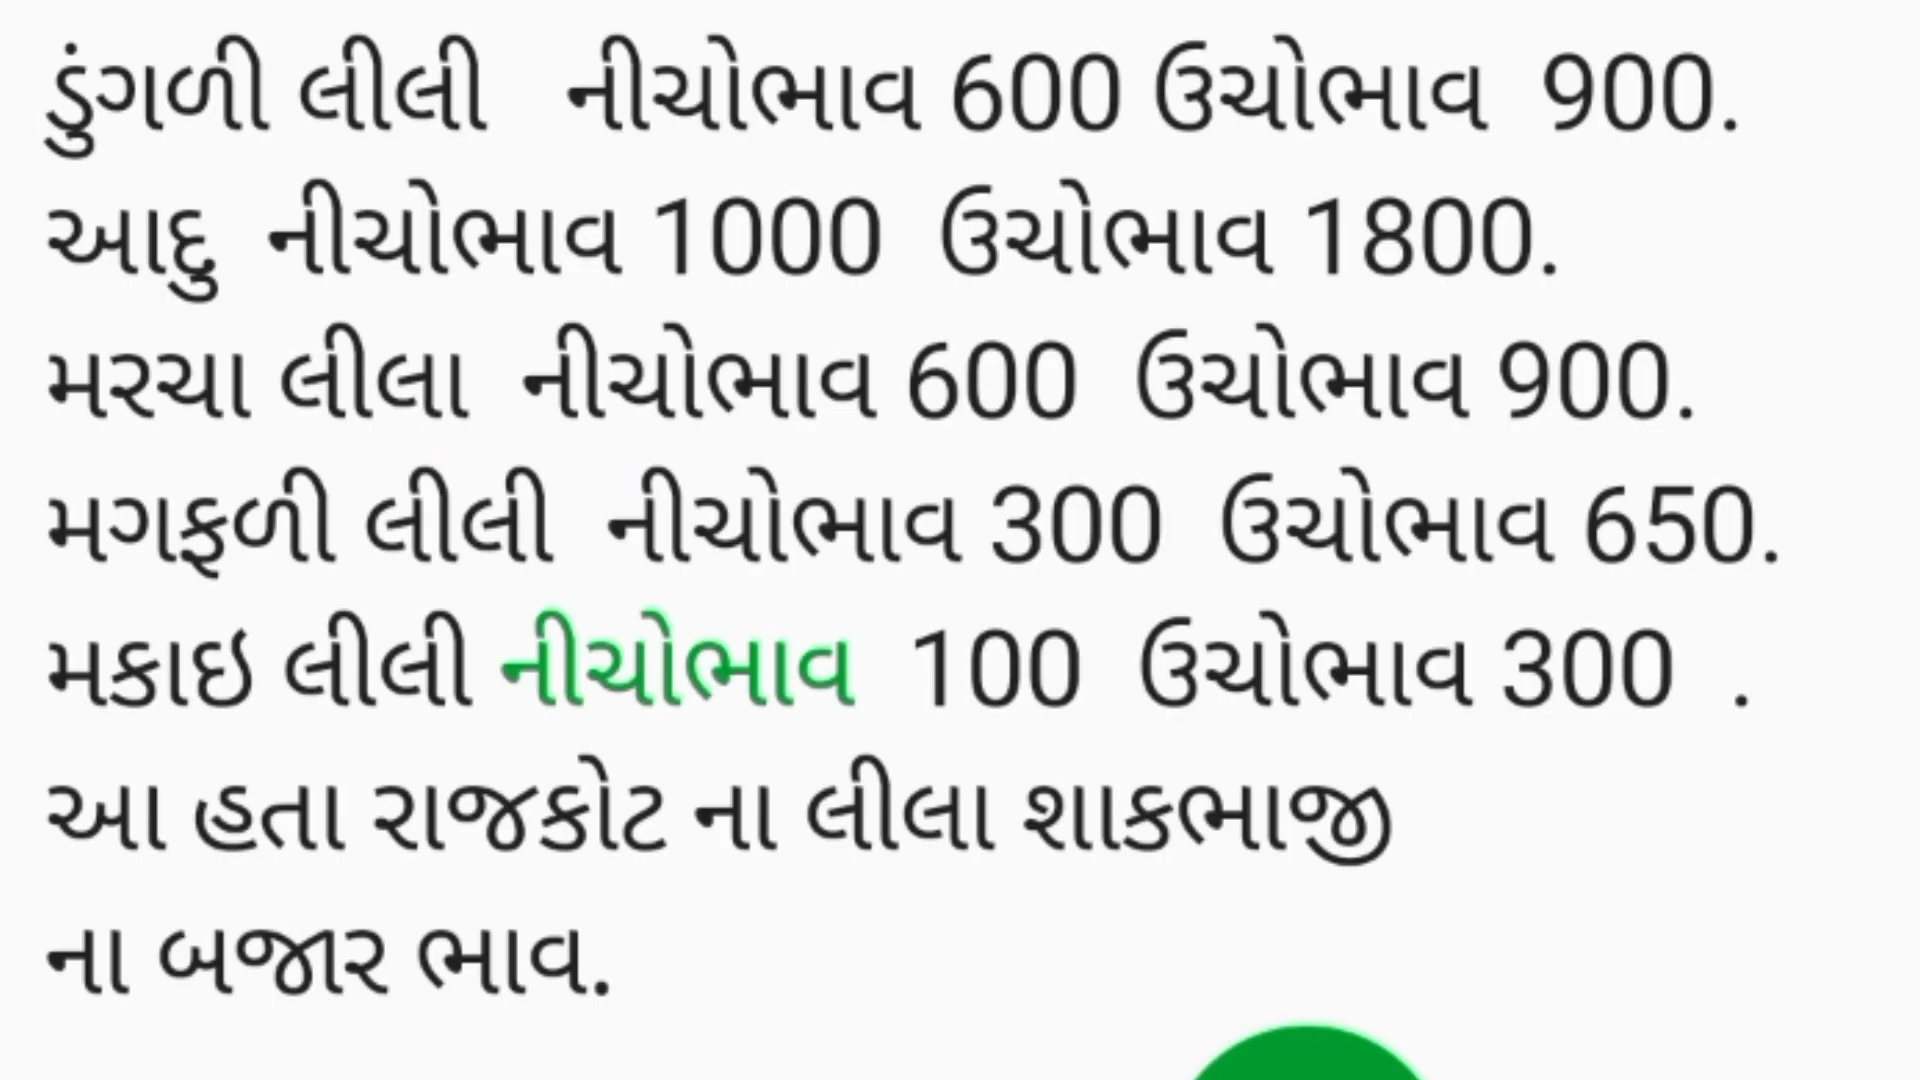 ડુંગળી લીલી નીચોભાવ 600 ઉચોભાવ 900.
આદુ નીચોભાવ 1000 ઉચોભાવ 1800.
મરચા લીલા નીચોભાવ 600 ઉચોભાવ 900.
મગફળી લીલી નીચોભાવ 300 ઉચોભાવ 650.
મકાઇ લીલી નીચોભાવ 100 ઉચોભાવ 300 .
આ હતા રાજકોટ ના લીલા શાકભાજી
ના બજાર ભાવ.